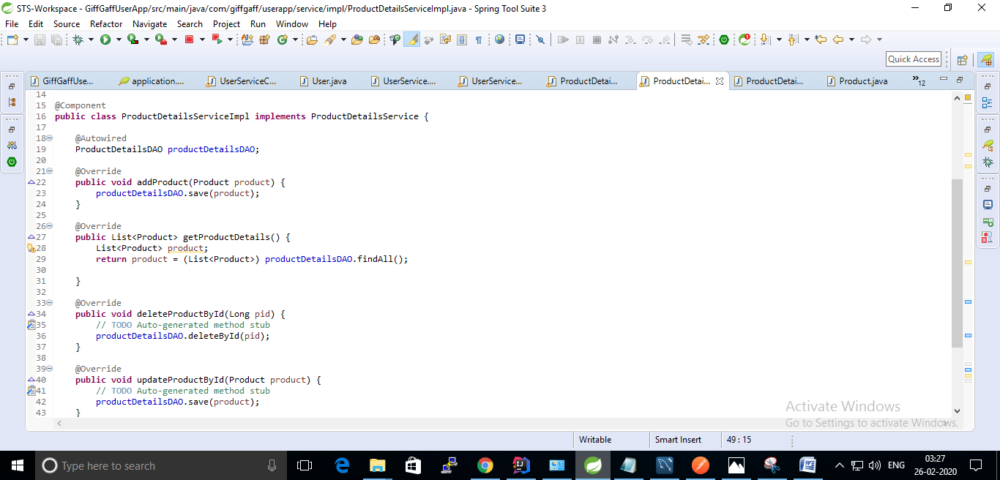 STS-Workspace - GiffGaffUserApp/src/main/java/com/giffgaff/userapp/service/impl/ProductDetailsServiceImpl.java - Spring Tool Suite 3
File Edit Source Refactor Navigate Search Project Run Window Help
Quick Access
GiffGaffUse... application.... UserServiceC... User.java UserService.... UserService... ProductDetai... ProductDetai... ProductDetai... Product.java »12
14
15 @Component
16 public class ProductDetailsServiceImpl implements ProductDetailsService {
17
18 @Autowired
19 ProductDetailsDAO productDetailsDAO;
20
21 @Override
22 public void addProduct(Product product) {
23 productDetailsDAO.save(product);
24 }
25
26 @Override
27 public List<Product> getProductDetails() {
28 List<Product> product;
29 return product = (List<Product>) productDetailsDAO.findAll();
30
31 }
32
33 @Override
34 public void deleteProductById(Long pid) {
35 // TODO Auto-generated method stub
36 productDetailsDAO.deleteById(pid);
37 }
38
39 @Override
40 public void updateProductById(Product product) {
41 // TODO Auto-generated method stub
42 productDetailsDAO.save(product);
43 }
Activate Windows
Go to Settings to activate Windows.
Writable Smart Insert 49 : 15
Type here to search
ENG
03:27
26-02-2020